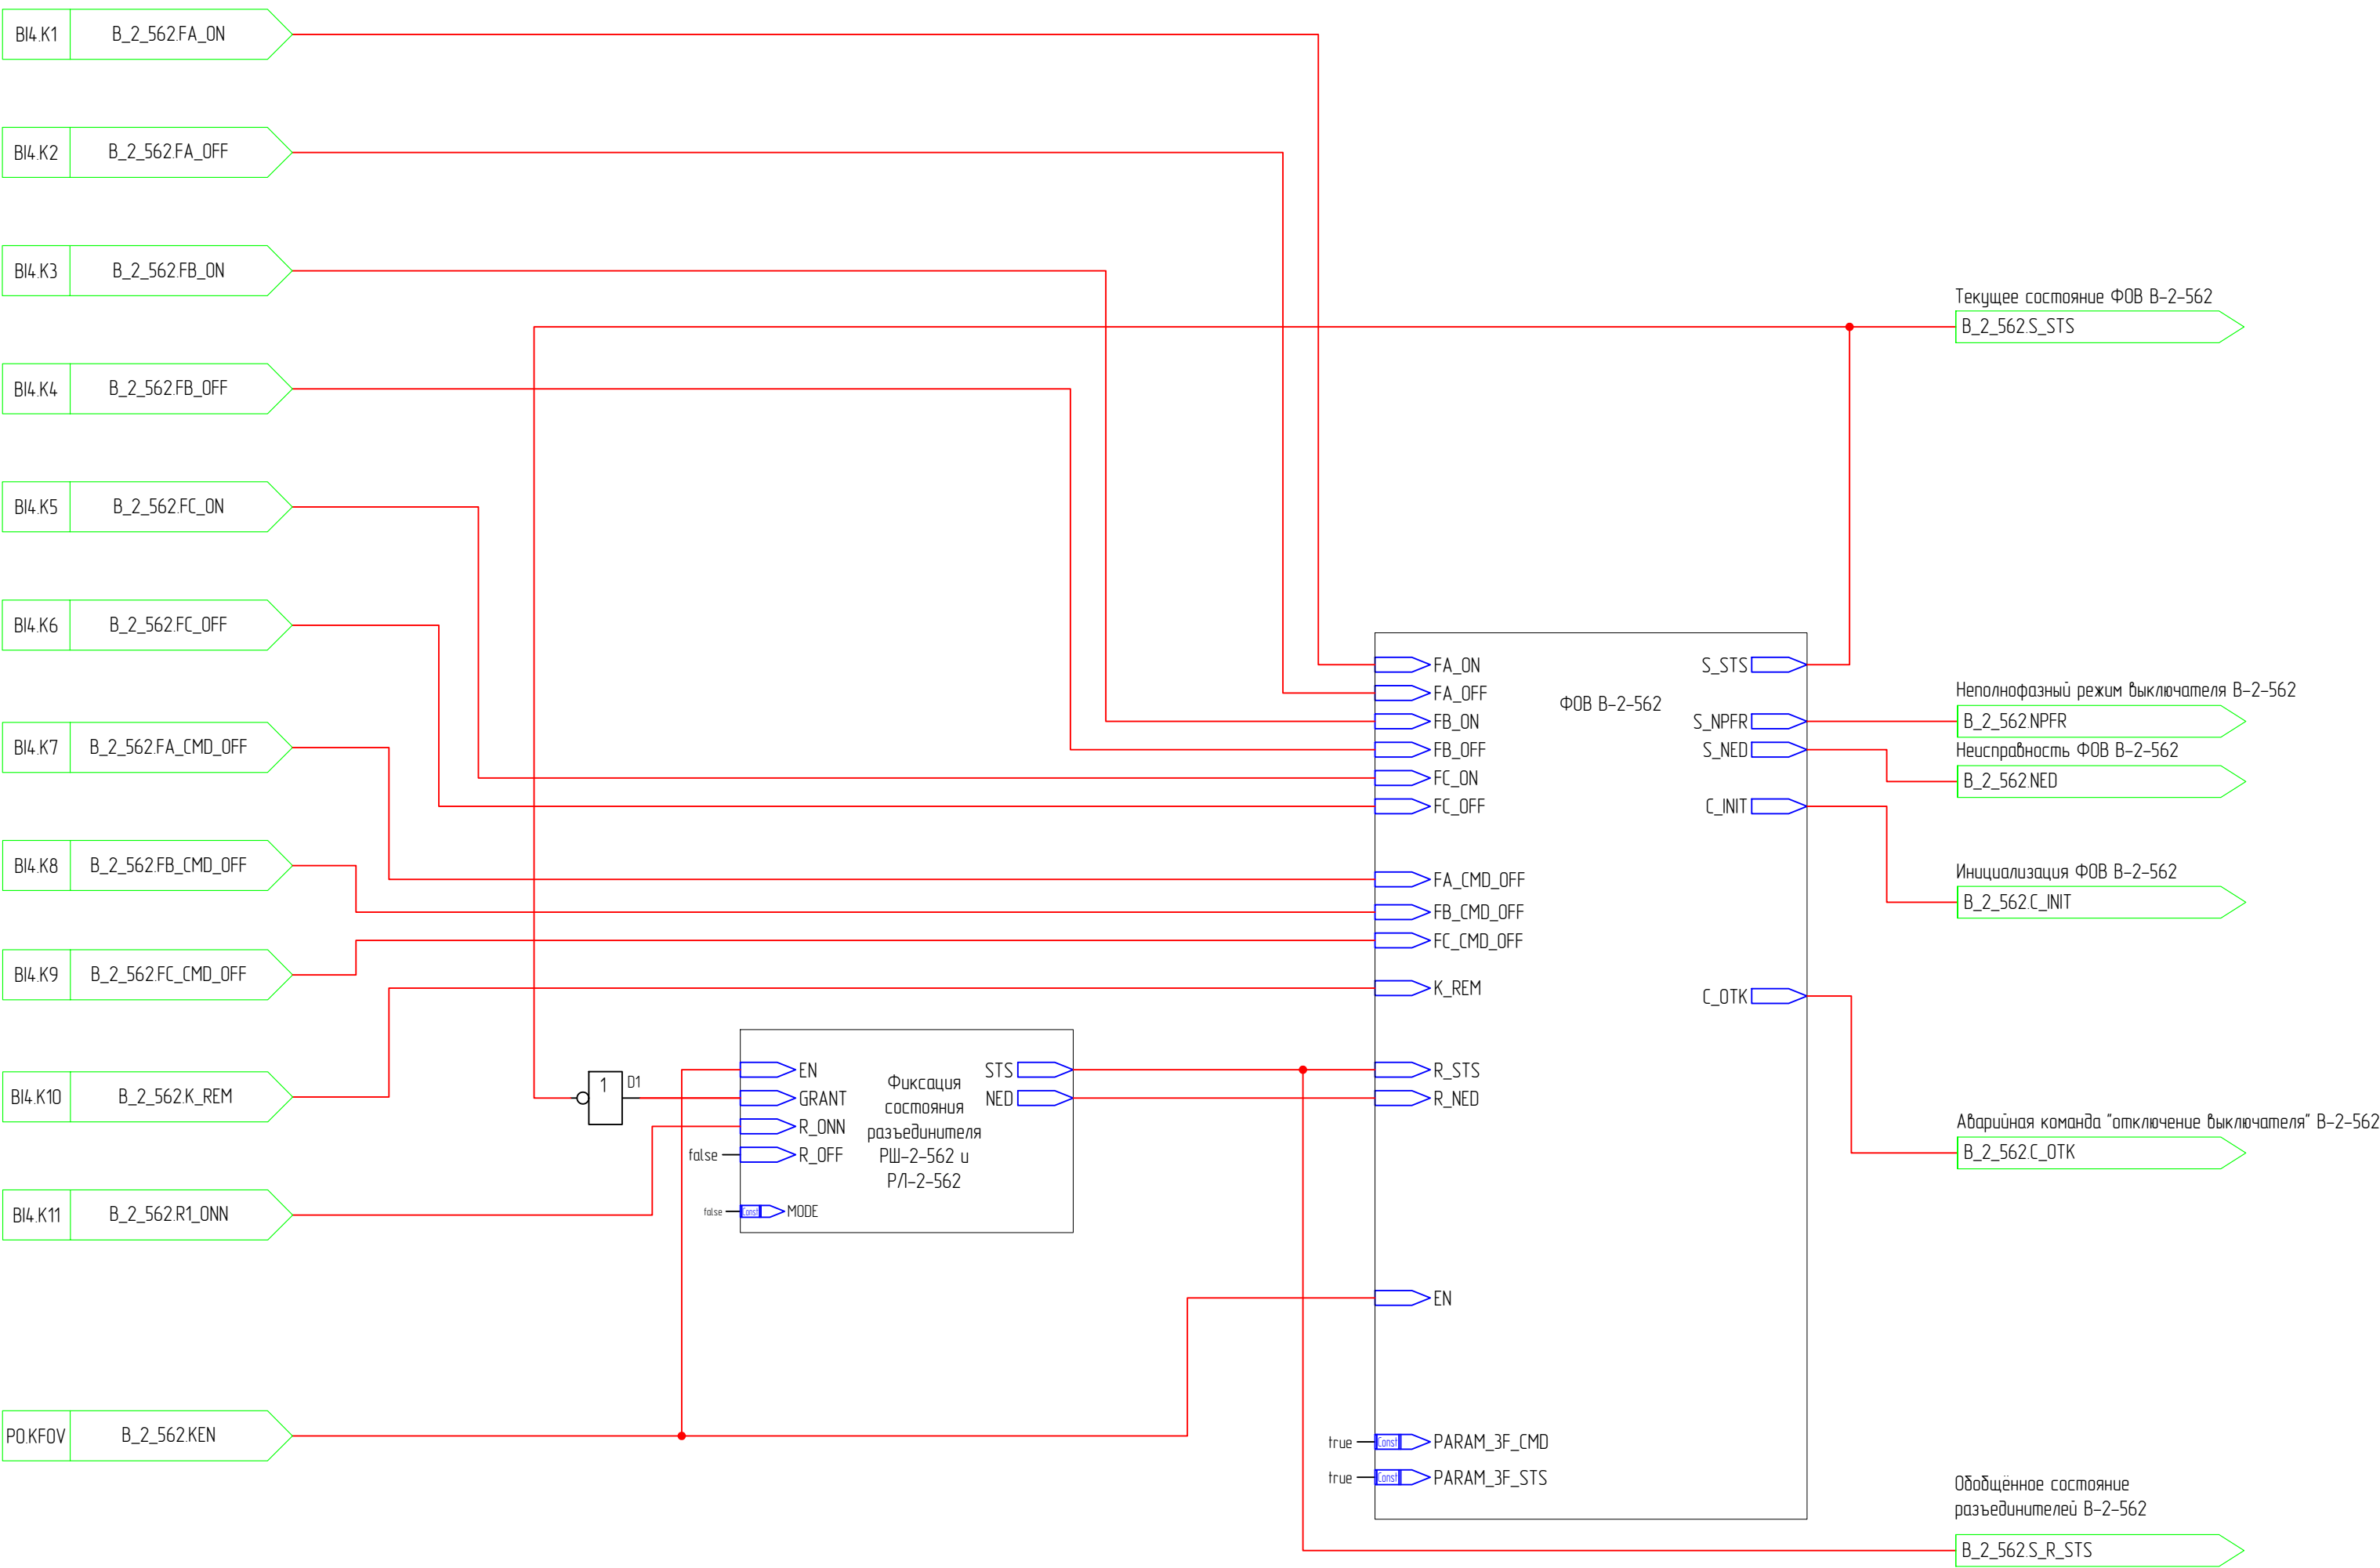 BI4.K1 B_2_562.FA_ON
BI4.K2 B_2_562.FA_OFF
BI4.K3 B_2_562.FB_ON
BI4.K4 B_2_562.FB_OFF
BI4.K5 B_2_562.FC_ON
BI4.K6 B_2_562.FC_OFF
BI4.K7 B_2_562.FA_CMD_OFF
BI4.K8 B_2_562.FB_CMD_OFF
BI4.K9 B_2_562.FC_CMD_OFF
BI4.K10 B_2_562.K_REM
BI4.K11 B_2_562.R1_ONN
PO.KFOV B_2_562.KEN
1
D1
EN
GRANT
R_ONN
false R_OFF
false Const MODE
Фиксация
состояния
разъединителя
РШ-2-562 и
РЛ-2-562
STS
NED
ФОВ В-2-562
FA_ON
FA_OFF
FB_ON
FB_OFF
FC_ON
FC_OFF
FA_CMD_OFF
FB_CMD_OFF
FC_CMD_OFF
K_REM
R_STS
R_NED
EN
true Const PARAM_3F_CMD
true Const PARAM_3F_STS
S_STS
S_NPFR
S_NED
C_INIT
C_OTK
Текущее состояние ФОВ В-2-562
B_2_562.S_STS
Неполнофазный режим выключателя В-2-562
B_2_562.NPFR
Неисправность ФОВ В-2-562
B_2_562.NED
Инициализация ФОВ В-2-562
B_2_562.C_INIT
Аварийная команда "отключение выключателя" В-2-562
B_2_562.C_OTK
Обобщённое состояние
разъединителей В-2-562
B_2_562.S_R_STS